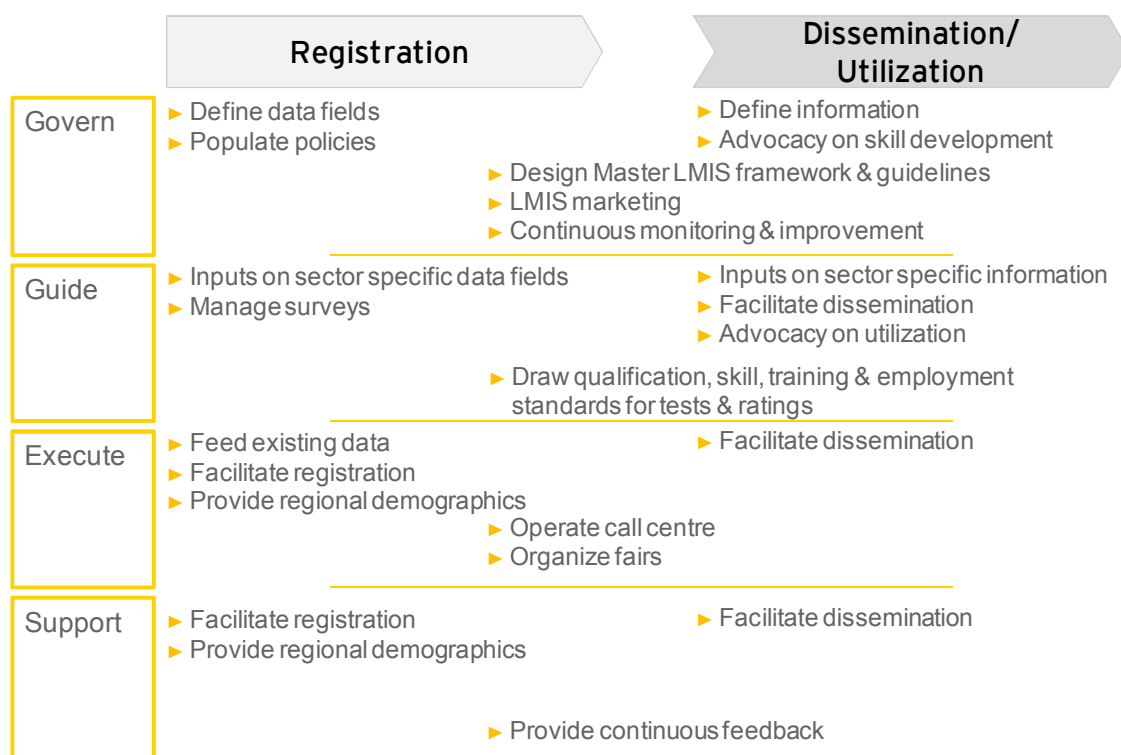 Registration
Dissemination/
Utilization
Govern
► Define data fields
► Populate policies
► Define information
► Advocacy on skill development
► Design Master LMIS framework & guidelines
► LMIS marketing
► Continuous monitoring & improvement
Guide
► Inputs on sector specific data fields
► Manage surveys
► Inputs on sector specific information
► Facilitate dissemination
► Advocacy on utilization
► Draw qualification, skill, training & employment
standards for tests & ratings
Execute
► Feed existing data
► Facilitate registration
► Provide regional demographics
► Facilitate dissemination
► Operate call centre
► Organize fairs
Support
► Facilitate registration
► Provide regional demographics
► Facilitate dissemination
► Provide continuous feedback